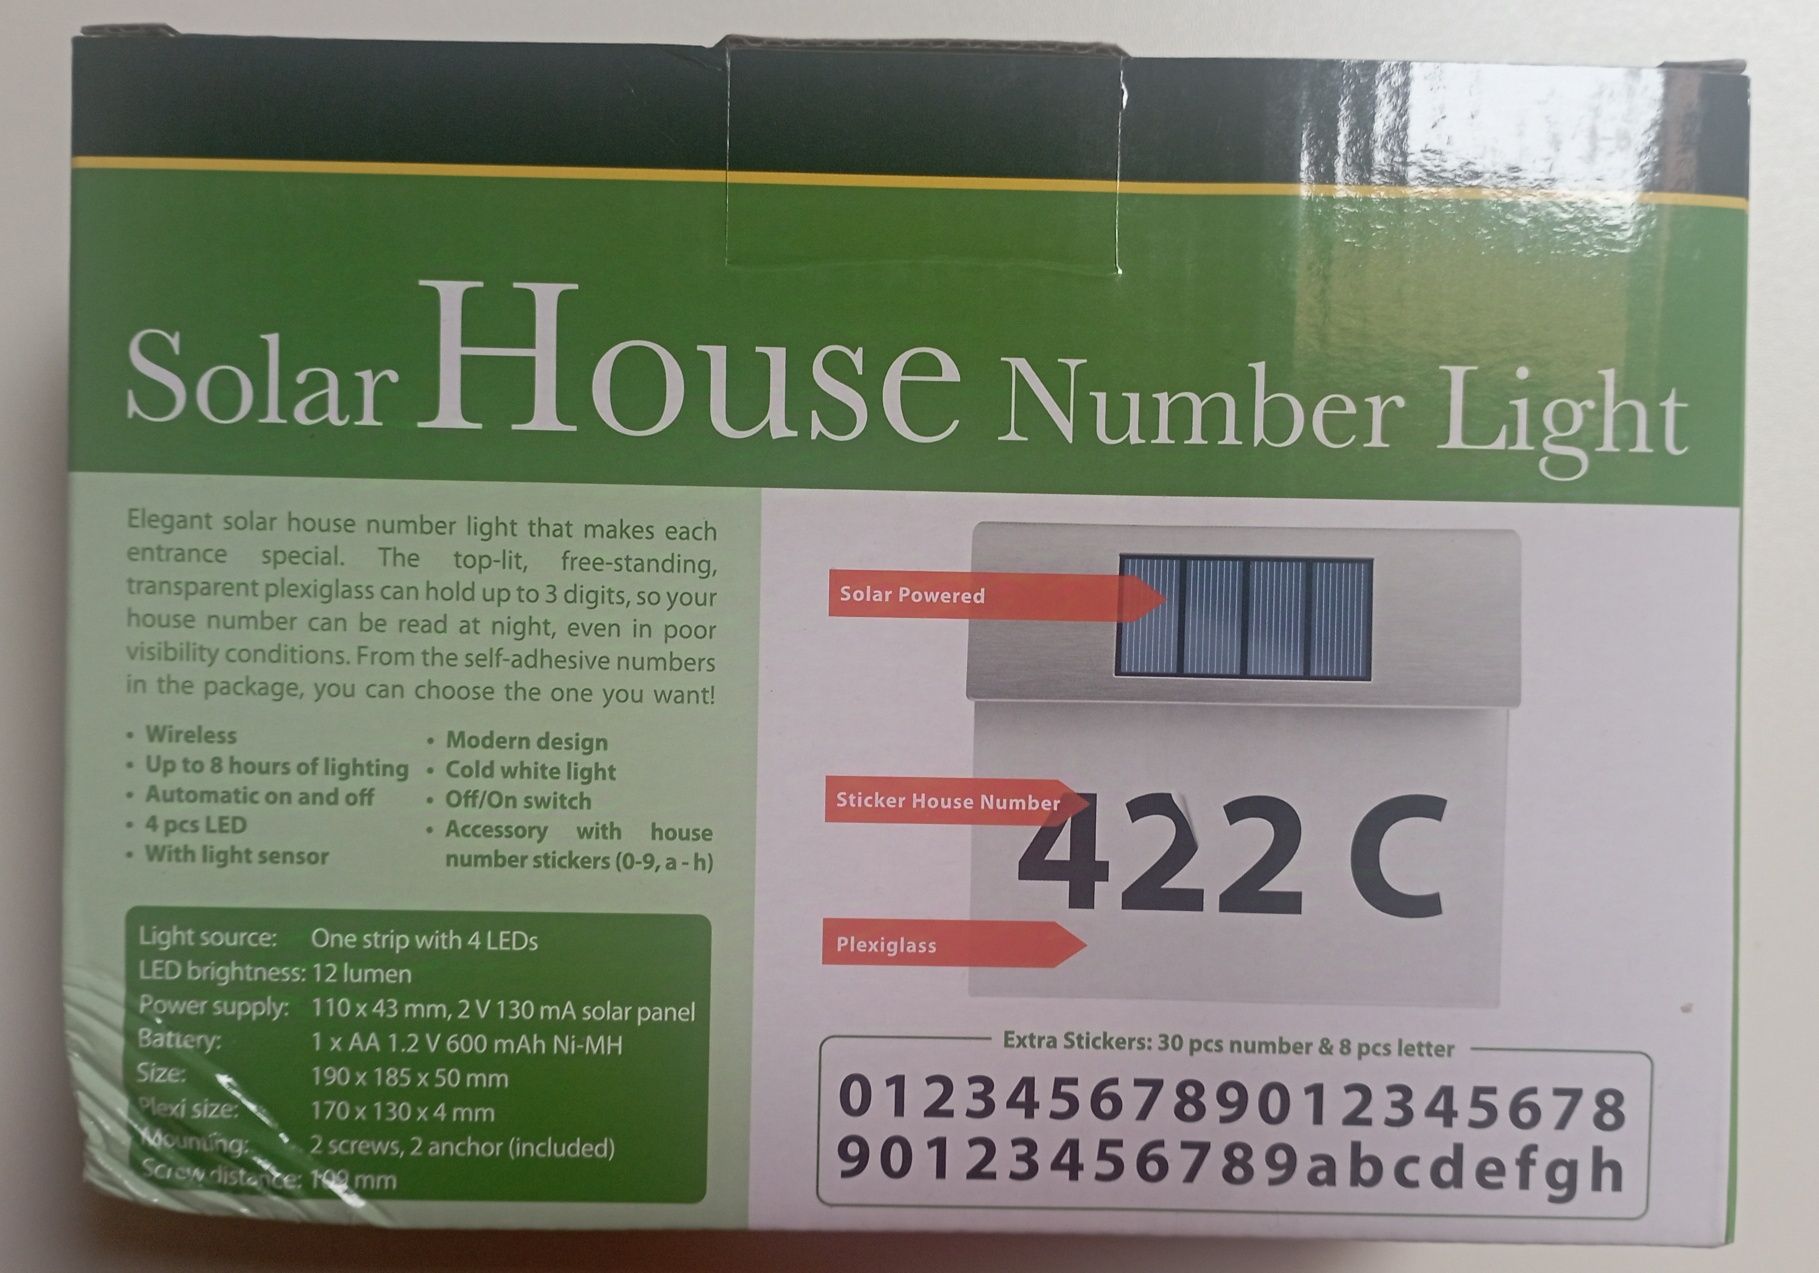 Solar House Number Light
Elegant solar house number light that makes each
entrance special. The top-lit, free-standing,
transparent plexiglass can hold up to 3 digits, so your
house number can be read at night, even in poor
visibility conditions. From the self-adhesive numbers
in the package, you can choose the one you want!
• Wireless
• Up to 8 hours of lighting
• Automatic on and off
• 4 pcs LED
• With light sensor
• Modern design
• Cold white light
• Off/On switch
• Accessory with house
number stickers (0-9, a - h)
Light source: One strip with 4 LEDs
LED brightness: 12 lumen
Power supply: 110 x 43 mm, 2 V 130 mA solar panel
Battery: 1 x AA 1.2 V 600 mAh Ni-MH
Size: 190 x 185 x 50 mm
Plexi size: 170 x 130 x 4 mm
Mounting: 2 screws, 2 anchor (included)
Screw distance: 109 mm
Solar Powered
Sticker House Number
422 C
Plexiglass
Extra Stickers: 30 pcs number & 8 pcs letter
0123456789012345678
90123456789abcdefgh